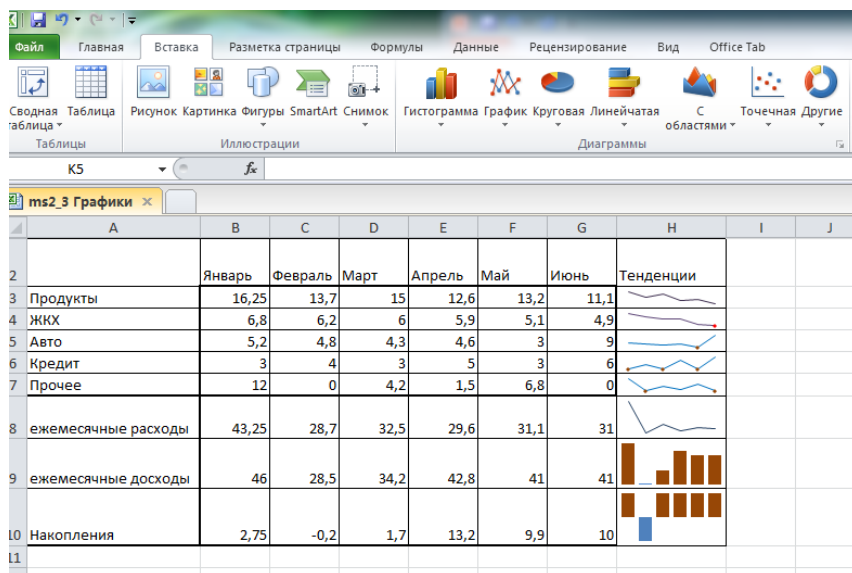 Файл Главная Вставка Разметка страницы Формулы Данные Рецензирование Вид Office Tab
Сводная Таблица Рисунок Картинка Фигуры SmartArt Снимок Гистограмма График Круговая Линейчатая С Точечная Другие
таблица областями
Таблицы Иллюстрации Диаграммы
K5 fx
ms2_3 Графики
A B C D E F G H I J
2 Январь Февраль Март Апрель Май Июнь Тенденции
3 Продукты 16,25 13,7 15 12,6 13,2 11,1
4 ЖКХ 6,8 6,2 6 5,9 5,1 4,9
5 Авто 5,2 4,8 4,3 4,6 3 9
6 Кредит 3 4 3 5 3 6
7 Прочее 12 0 4,2 1,5 6,8 0
8 ежемесячные расходы 43,25 28,7 32,5 29,6 31,1 31
9 ежемесячные досходы 46 28,5 34,2 42,8 41 41
10 Накопления 2,75 -0,2 1,7 13,2 9,9 10
11